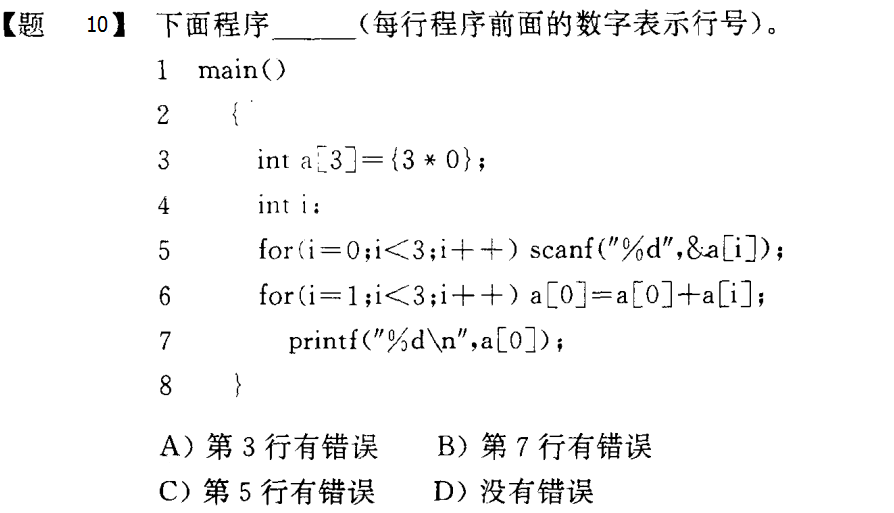 【题 10】 下面程序______(每行程序前面的数字表示行号)。
1 main()
2 {
3 int a[3]={3 * 0};
4 int i;
5 for(i=0;i<3;i++) scanf("%d",&a[i]);
6 for(i=1;i<3;i++) a[0]=a[0]+a[i];
7 printf("%d\n",a[0]);
8 }
A) 第 3 行有错误 B) 第 7 行有错误
C) 第 5 行有错误 D) 没有错误